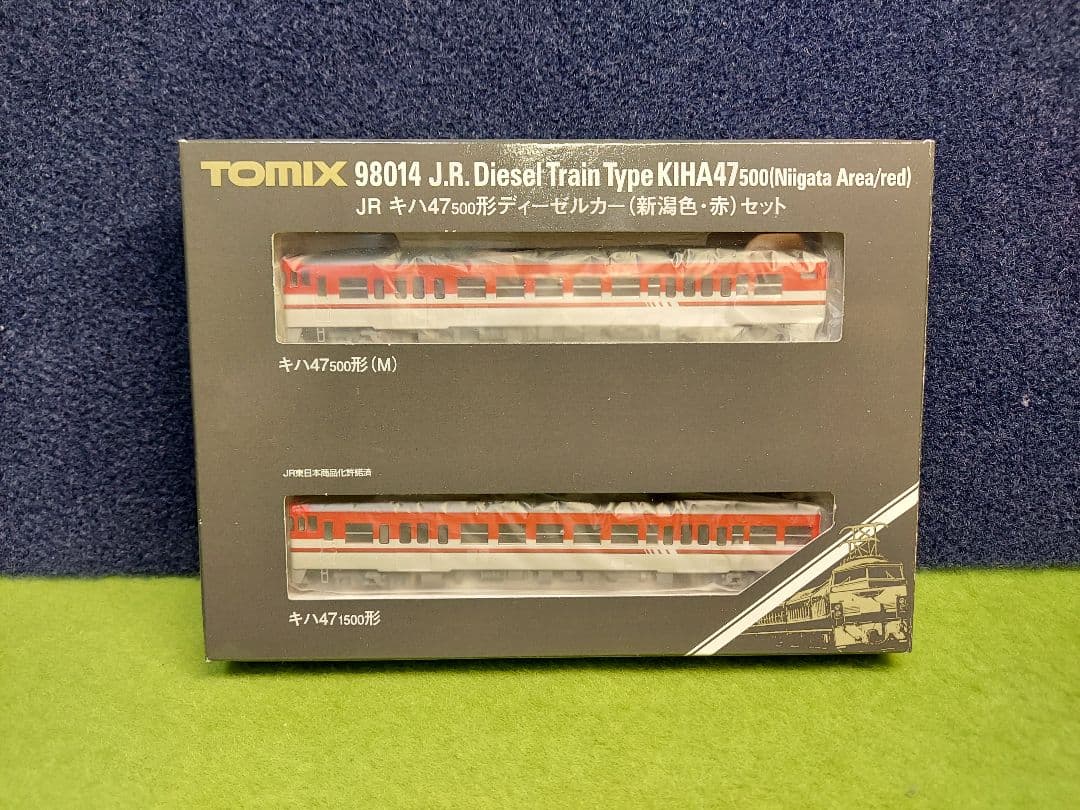 TOMIX 98014 J.R. Diesel Train Type KIHA47500(Niigata Area/red)
JR キハ47500形ディーゼルカー(新潟色・赤)セット
キハ47500形(M)
JR東日本商品化許諾済
キハ471500形